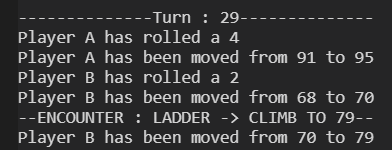 --------------Turn : 29--------------
Player A has rolled a 4
Player A has been moved from 91 to 95
Player B has rolled a 2
Player B has been moved from 68 to 70
--ENCOUNTER : LADDER -> CLIMB TO 79--
Player B has been moved from 70 to 79